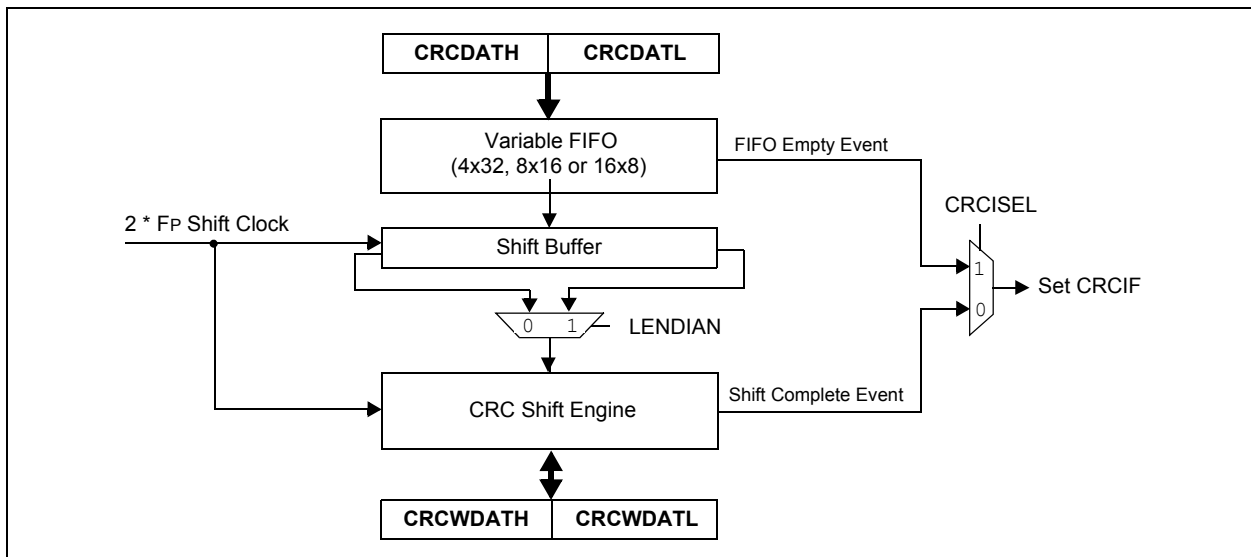 CRCDATH CRCDATL
Variable FIFO
(4x32, 8x16 or 16x8)
FIFO Empty Event
CRCISEL
2 * FP Shift Clock
Shift Buffer
1
Set CRCIF
0
0 1
LENDIAN
CRC Shift Engine
Shift Complete Event
CRCWDATH CRCWDATL